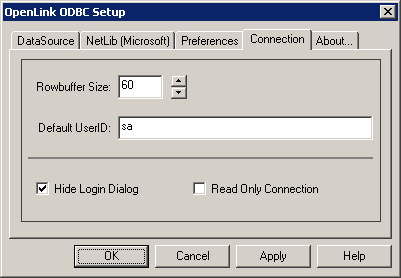 OpenLink ODBC Setup
DataSource NetLib (Microsoft) Preferences Connection About...
Rowbuffer Size: 60
Default UserID: sa
Hide Login Dialog Read Only Connection
OK Cancel Apply Help